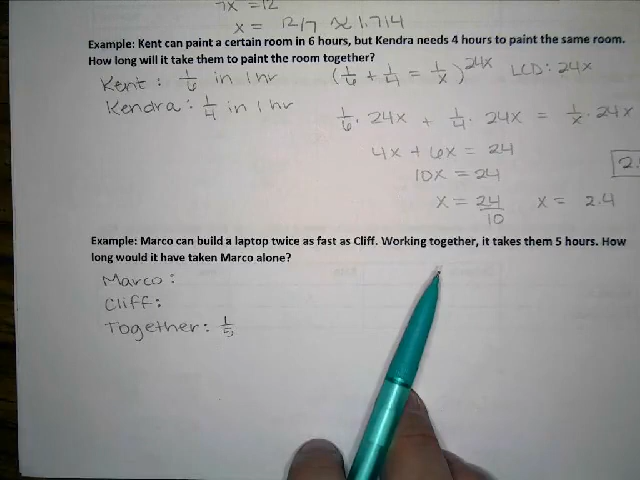 7x = 12
x = 12/7 ≈ 1.714
Example: Kent can paint a certain room in 6 hours, but Kendra needs 4 hours to paint the same room.
How long will it take them to paint the room together?
Kent: 1/6 in 1 hr
(1/6 + 1/4 = 1/x) 24x LCD: 24x
Kendra: 1/4 in 1 hr
1/6 · 24x + 1/4 · 24x = 1/x · 24x
4x + 6x = 24
10x = 24
x = 24/10 x = 2.4
Example: Marco can build a laptop twice as fast as Cliff. Working together, it takes them 5 hours. How
long would it have taken Marco alone?
Marco:
Cliff:
Together: 1/5